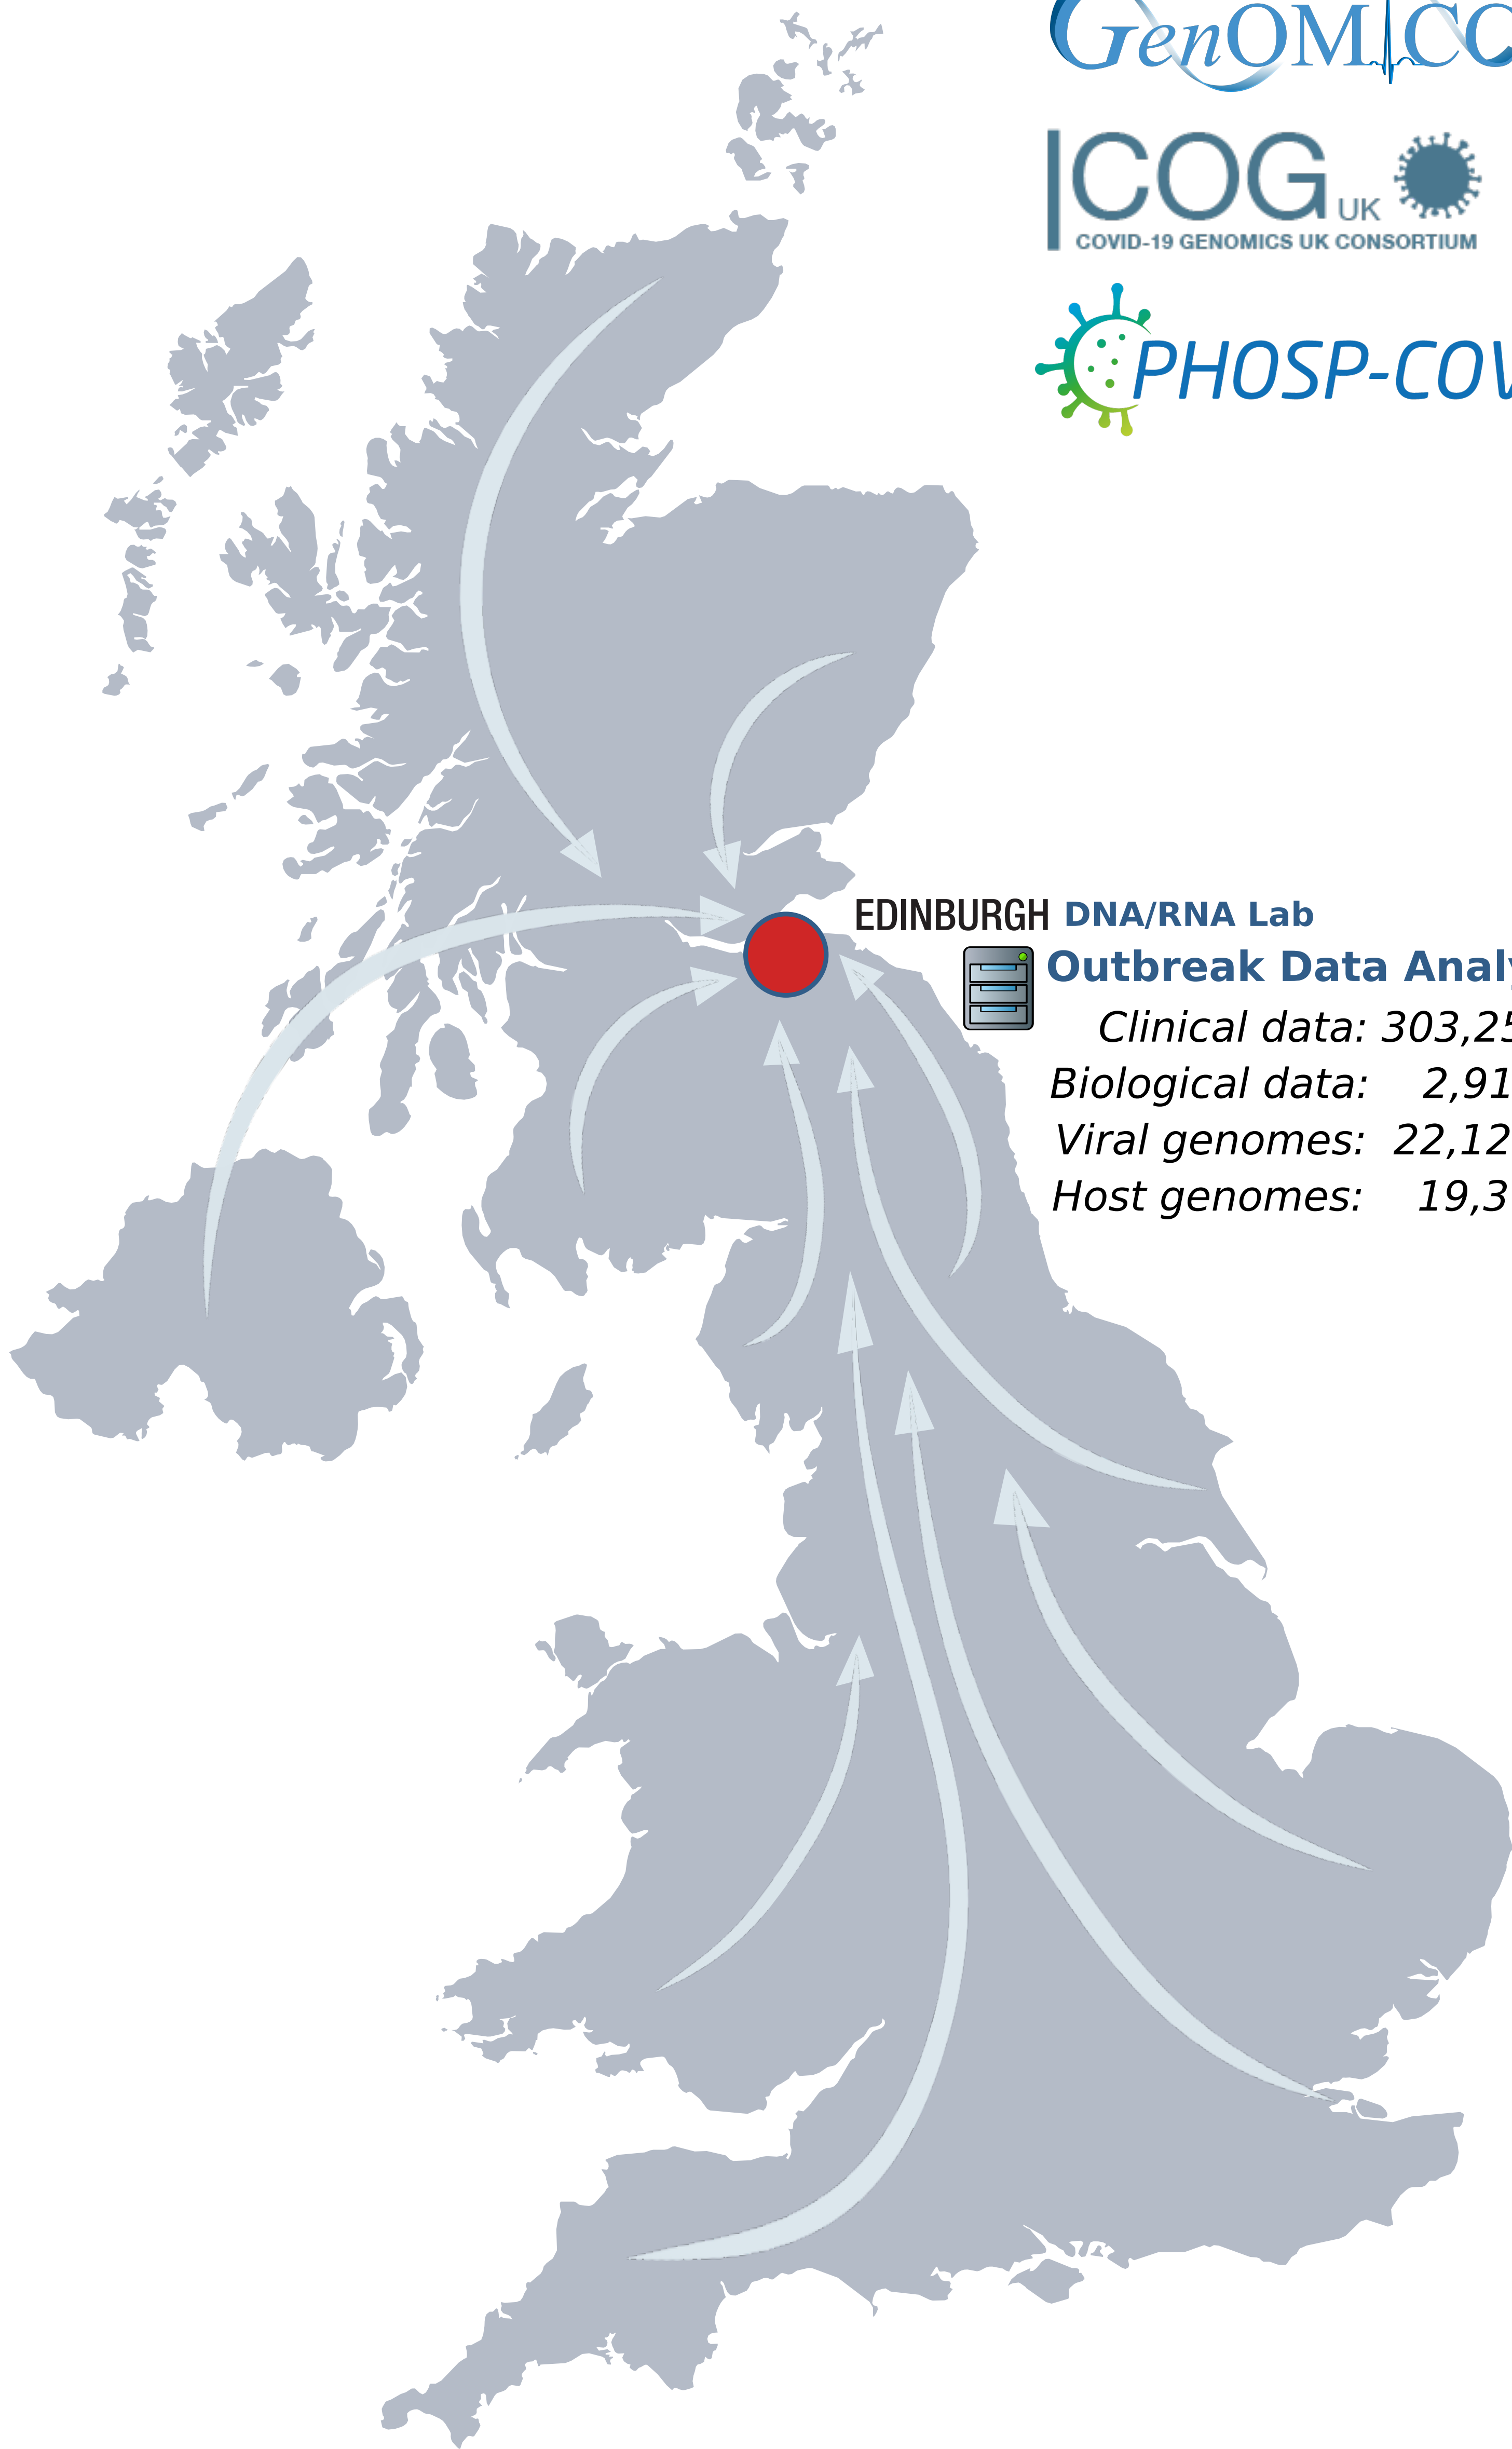 GenOMICC
COG UK
COVID-19 GENOMICS UK CONSORTIUM
PHOSP-COV
EDINBURGH DNA/RNA Lab
Outbreak Data Analy
Clinical data: 303,25
Biological data: 2,91
Viral genomes: 22,12
Host genomes: 19,3